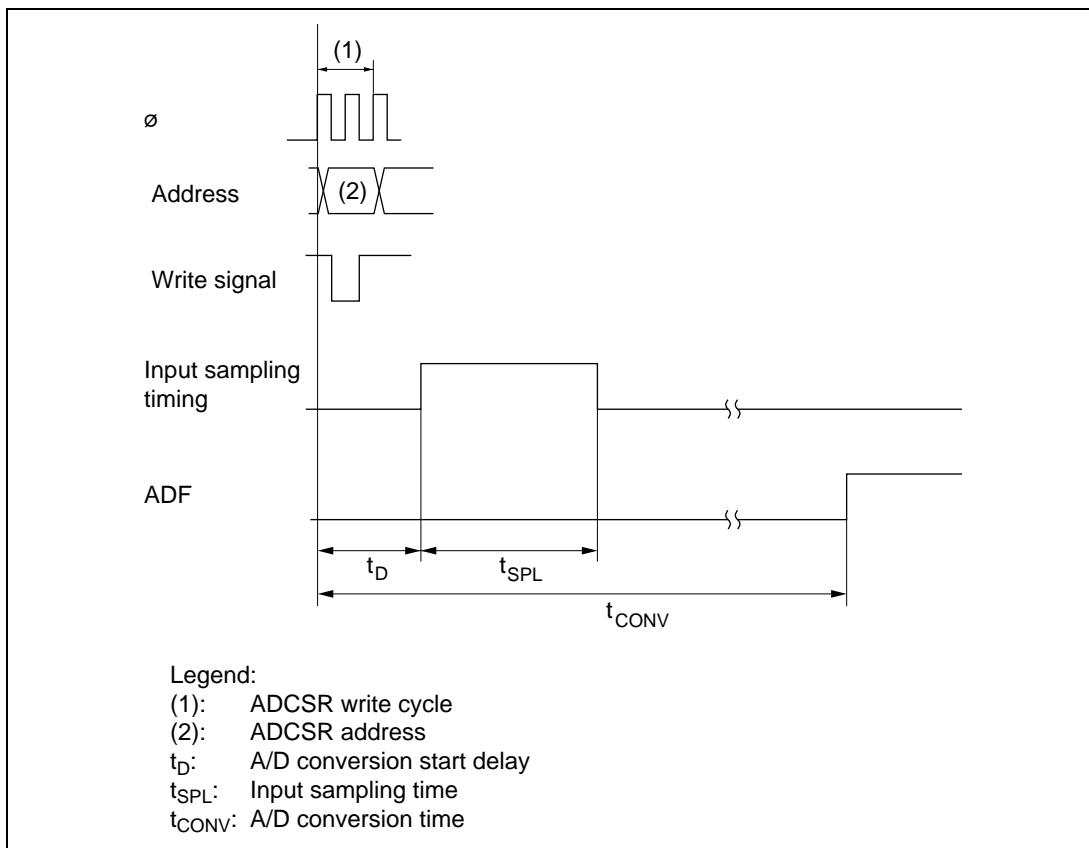 (1)
ø
Address
(2)
Write signal
Input sampling
timing
ADF
tD
tSPL
tCONV
Legend:
(1): ADCSR write cycle
(2): ADCSR address
tD: A/D conversion start delay
tSPL: Input sampling time
tCONV: A/D conversion time